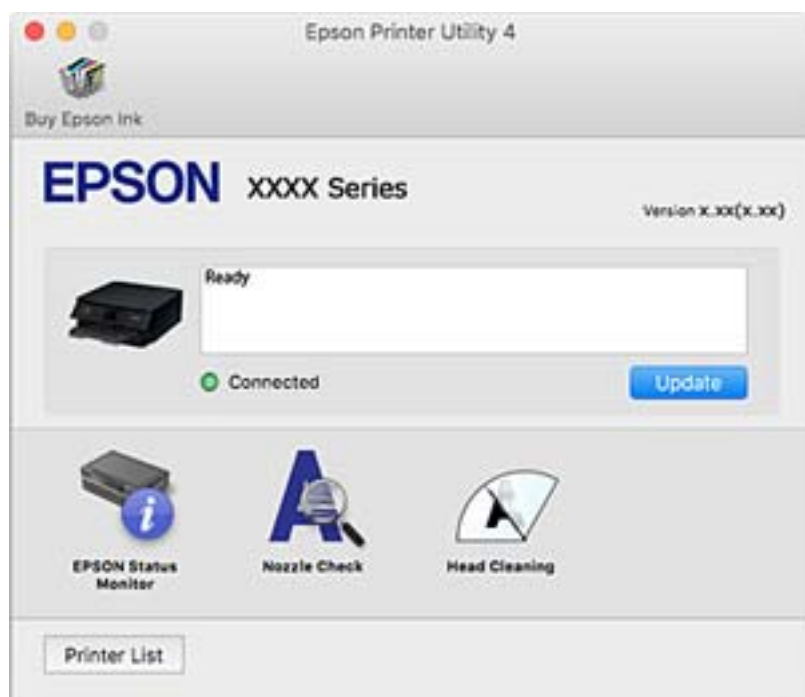 Epson Printer Utility 4
Buy Epson Ink
EPSON XXXX Series
Version x.xx(x.xx)
Ready
Connected
Update
EPSON Status
Monitor
Nozzle Check
Head Cleaning
Printer List